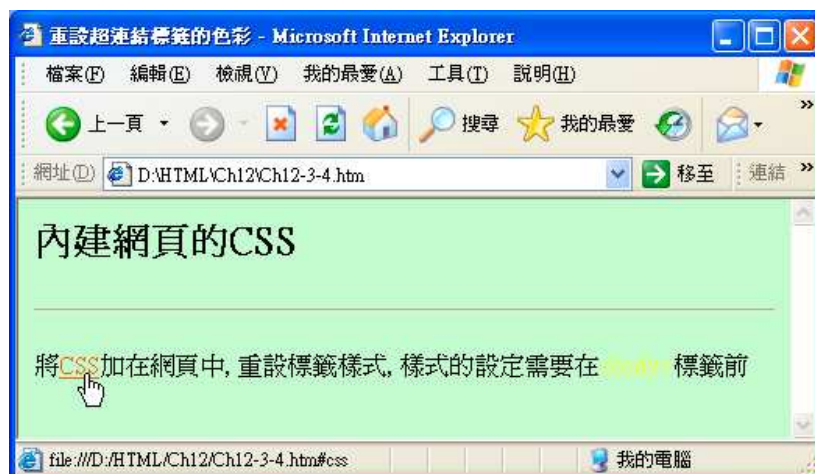 重設超連結標籤的色彩 - Microsoft Internet Explorer
檔案(F) 編輯(E) 檢視(V) 我的最愛(A) 工具(T) 說明(H)
上一頁 搜尋 我的最愛 »
網址(D) D:\HTML\Ch12\Ch12-3-4.htm 移至 連結 »
內建網頁的CSS
將CSS加在網頁中, 重設標籤樣式, 樣式的設定需要在 標籤前
file:///D:/HTML/Ch12/Ch12-3-4.htm#css 我的電腦